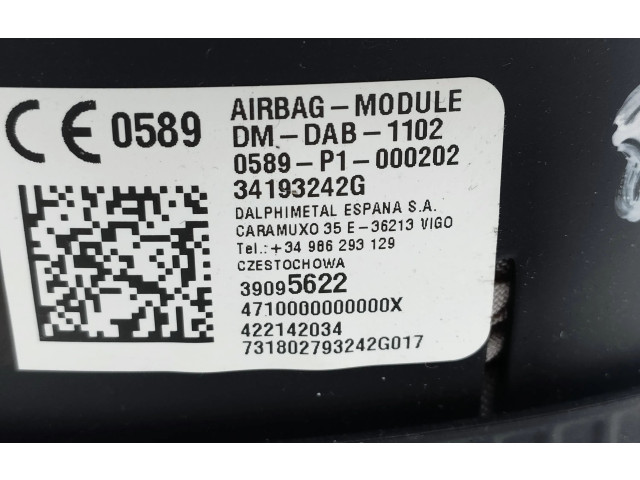 CE 0589
AIRBAG-MODULE
DM-DAB-1102
0589-P1-000202
34193242G
DALPHIMETAL ESPANA S.A.
CARAMUXO 35 E-36213 VIGO
Tel.:+34 986 293 129
CZESTOCHOWA
39095622
4710000000000X
422142034
731802793242G017